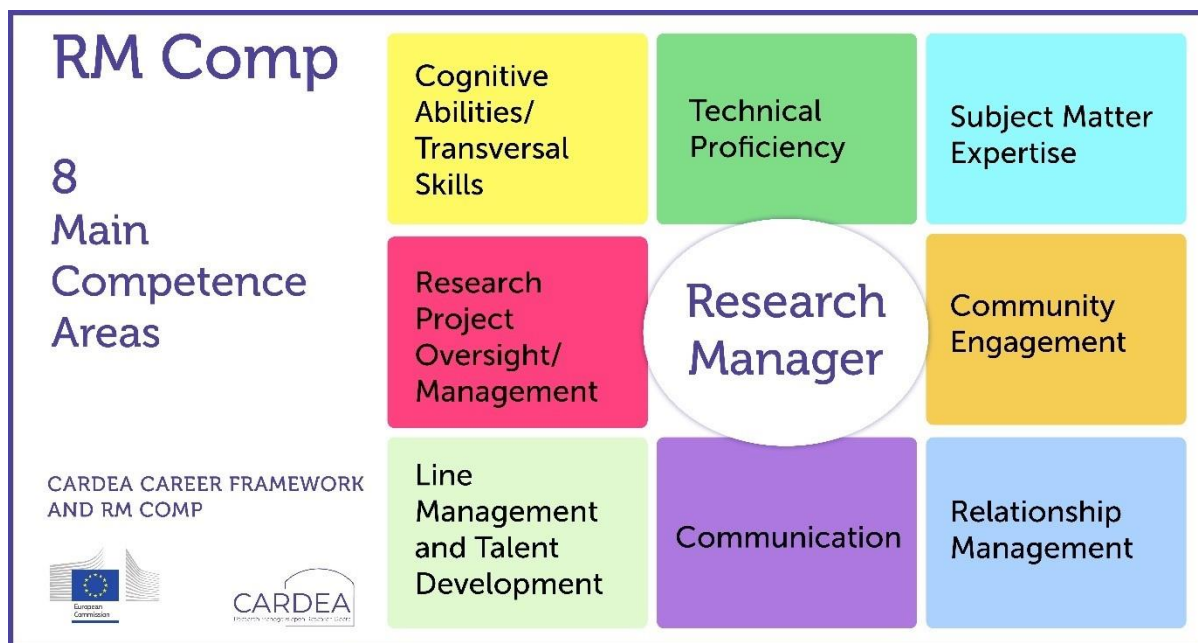 RM Comp
8
Main
Competence
Areas
CARDEA CAREER FRAMEWORK
AND RM COMP
European
Commission
CARDEA
Cognitive
Abilities/
Transversal
Skills
Technical
Proficiency
Subject Matter
Expertise
Research
Project
Oversight/
Management
Research
Manager
Community
Engagement
Line
Management
and Talent
Development
Communication
Relationship
Management